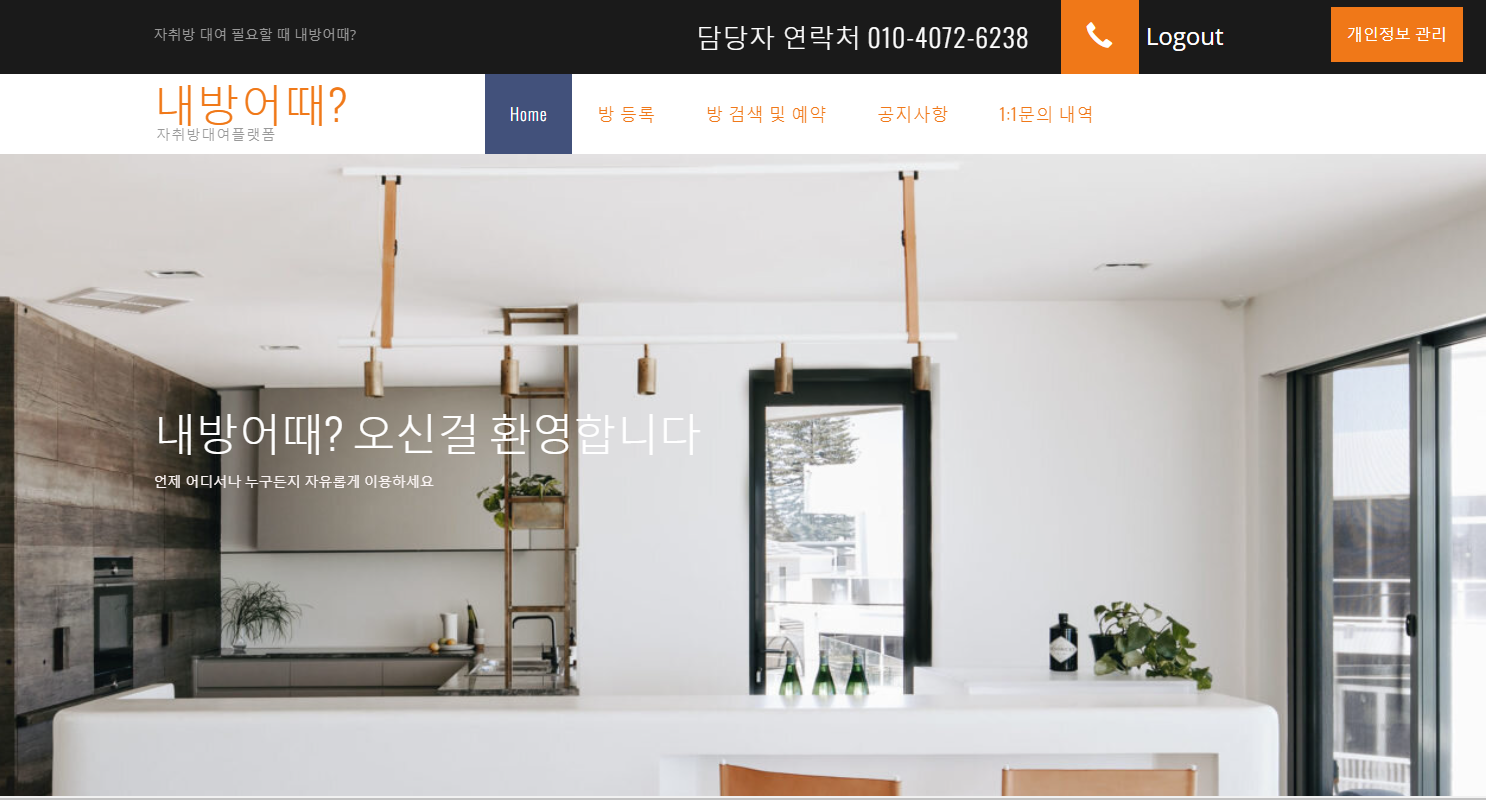 자취방 대여 필요할 때 내방어때?
담당자 연락처 010-4072-6238
Logout
개인정보 관리
내방어때?
자취방대여플랫폼
Home
방 등록
방 검색 및 예약
공지사항
1:1문의 내역
내방어때? 오신걸 환영합니다
언제 어디서나 누구든지 자유롭게 이용하세요